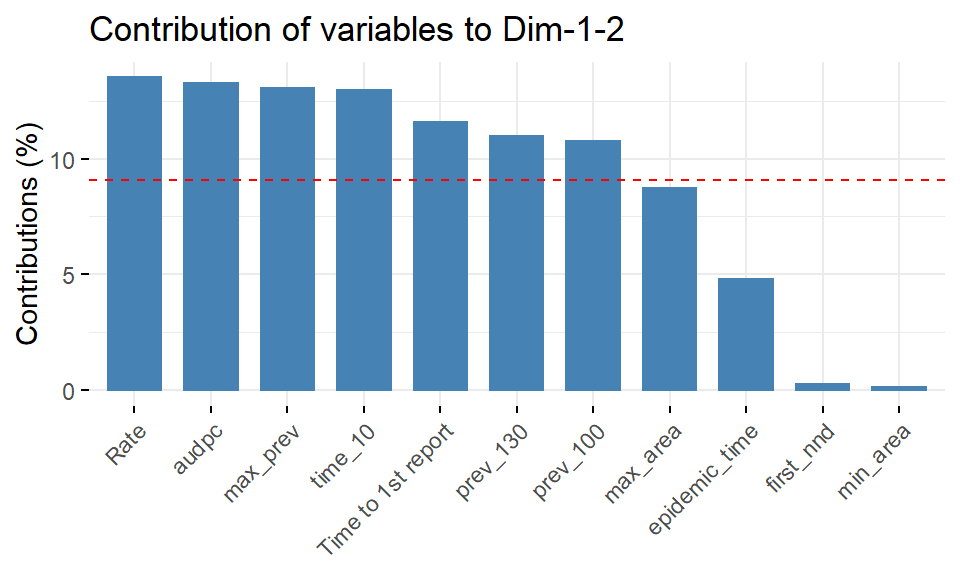 Contribution of variables to Dim-1-2
Contributions (%)
10
5
0
Rate
audpc
max_prev
time_10
Time to 1st report
prev_130
prev_100
max_area
epidemic_time
first_nnd
min_area